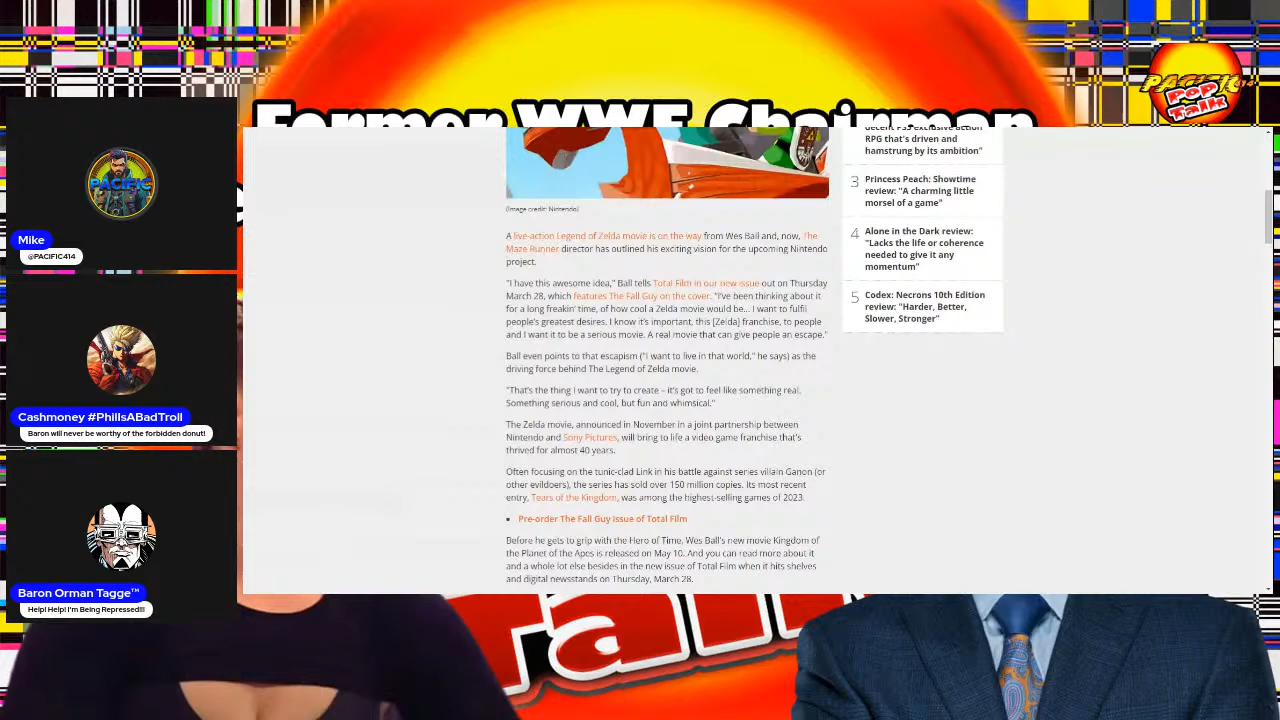 Former WWE Chairman
PACIFIC
Pop
Talk
PACIFIC
Mike
@PACIFIC414
Cashmoney #PhilIsABadTroll
Baron will never be worthy of the forbidden donut!
Baron Orman Tagge™
Help! Help! I'm Being Repressed!!!
(Image credit: Nintendo)
A live-action Legend of Zelda movie is on the way from Wes Ball and, now, The
Maze Runner director has outlined his exciting vision for the upcoming Nintendo
project.
"I have this awesome idea," Ball tells Total Film in our new issue out on Thursday
March 28, which features The Fall Guy on the cover. "I've been thinking about it
for a long freakin' time, of how cool a Zelda movie would be... I want to fulfil
people's greatest desires. I know it's important, this [Zelda] franchise, to people
and I want it to be a serious movie. A real movie that can give people an escape."
Ball even points to that escapism ("I want to live in that world," he says) as the
driving force behind The Legend of Zelda movie.
"That's the thing I want to try to create – it's got to feel like something real.
Something serious and cool, but fun and whimsical."
The Zelda movie, announced in November in a joint partnership between
Nintendo and Sony Pictures, will bring to life a video game franchise that's
thrived for almost 40 years.
Often focusing on the tunic-clad Link in his battle against series villain Ganon (or
other evildoers), the series has sold over 150 million copies. Its most recent
entry, Tears of the Kingdom, was among the highest-selling games of 2023.
Pre-order The Fall Guy issue of Total Film
Before he gets to grip with the Hero of Time, Wes Ball's new movie Kingdom of
the Planet of the Apes is released on May 10. And you can read more about it
and a whole lot else besides in the new issue of Total Film when it hits shelves
and digital newsstands on Thursday, March 28.
decent PS5 exclusive action
RPG that's driven and
hamstrung by its ambition"
3 Princess Peach: Showtime
review: "A charming little
morsel of a game"
4 Alone in the Dark review:
"Lacks the life or coherence
needed to give it any
momentum"
5 Codex: Necrons 10th Edition
review: "Harder, Better,
Slower, Stronger"